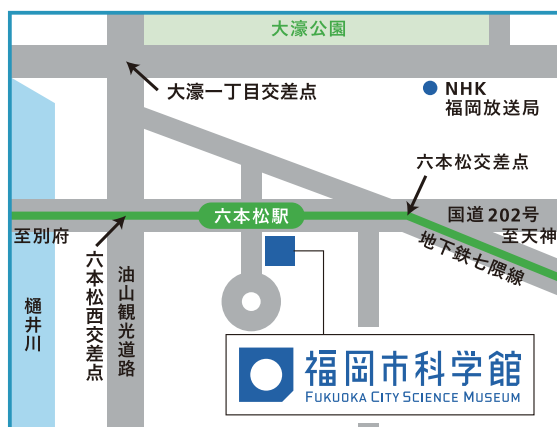 大濠公園
大濠一丁目交差点
NHK
福岡放送局
六本松交差点
六本松駅
国道202号
至別府
至天神
地下鉄七隈線
六本松西交差点
油山観光道路
樋井川
福岡市科学館
FUKUOKA CITY SCIENCE MUSEUM